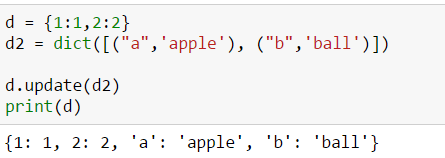 d = {1:1,2:2}
d2 = dict([("a",'apple'), ("b",'ball')])
d.update(d2)
print(d)
{1: 1, 2: 2, 'a': 'apple', 'b': 'ball'}